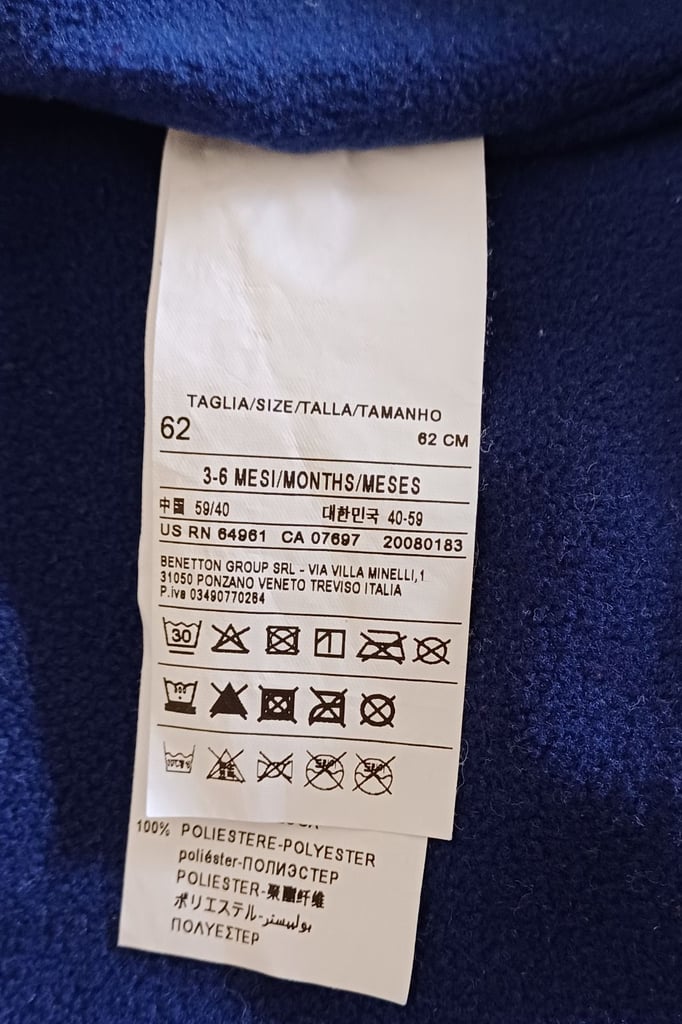 TAGLIA/SIZE/TALLA/TAMANHO
62 62 CM
3-6 MESI/MONTHS/MESES
中国 59/40 대한민국 40-59
US RN 64961 CA 07697 20080183
BENETTON GROUP SRL - VIA VILLA MINELLI,1
31050 PONZANO VENETO TREVISO ITALIA
P.iva 03490770264
30
100% POLIESTERE-POLYESTER
poliéster-ПОЛИЭСТЕР
POLIESTER-聚酯纤维
ポリエステル-بوليستر
ΠΟΛΥΕΣΤΕΡ